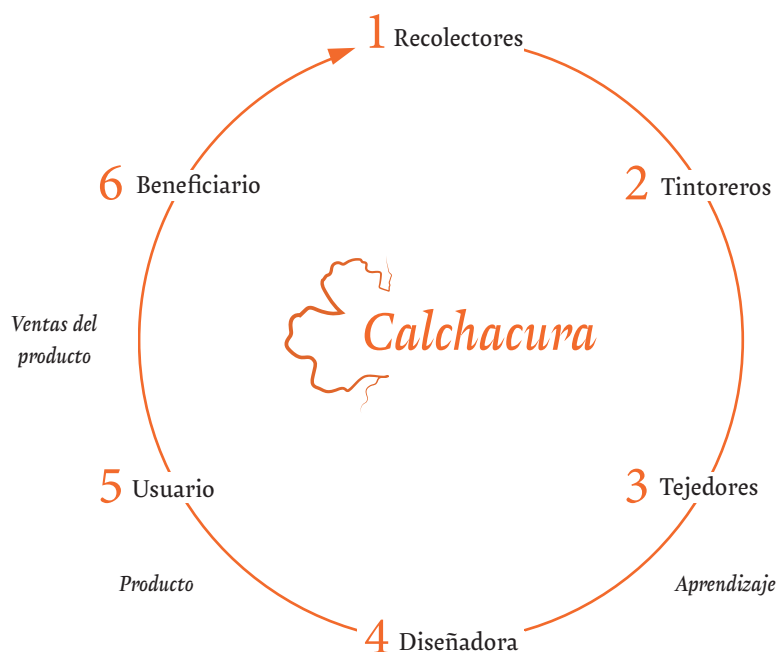 1 Recolectores
2 Tintoreros
3 Tejedores
Aprendizaje
4 Diseñadora
Producto
5 Usuario
Ventas del
producto
6 Beneficiario
Calchacura